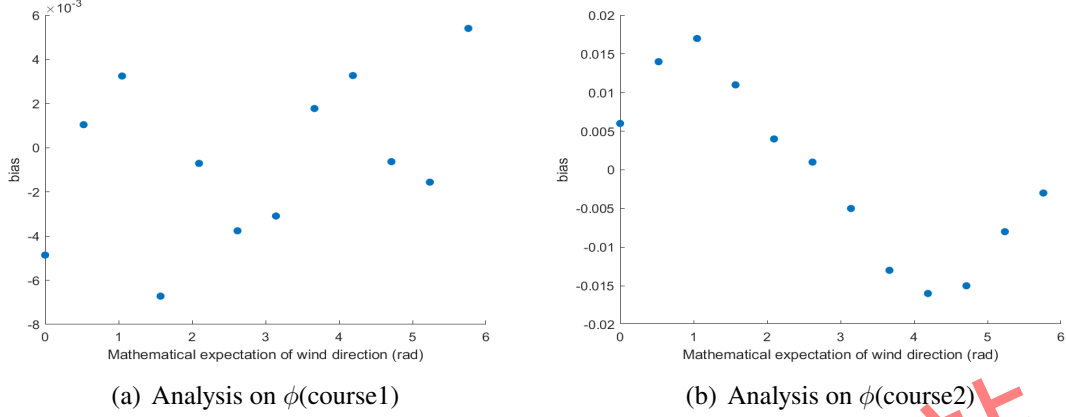 ×10⁻³
6
4
2
0
-2
-4
-6
-8
bias
0 1 2 3 4 5 6
Mathematical expectation of wind direction (rad)
(a) Analysis on ϕ(course1)
0.02
0.015
0.01
0.005
0
-0.005
-0.01
-0.015
-0.02
bias
0 1 2 3 4 5 6
Mathematical expectation of wind direction (rad)
(b) Analysis on ϕ(course2)